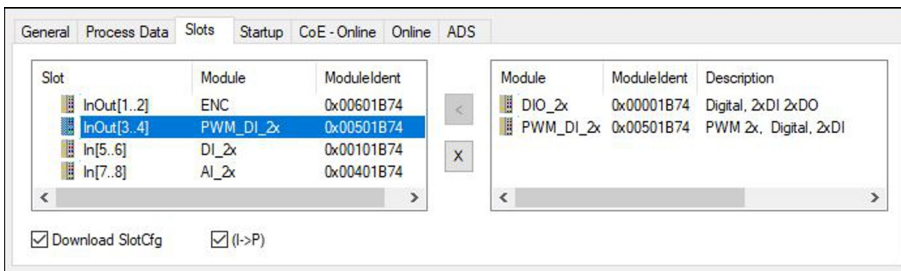 General Process Data Slots Startup CoE - Online Online ADS
Slot Module ModuleIdent
InOut[1..2] ENC 0x00601B74
InOut[3..4] PWM_DI_2x 0x00501B74
In[5..6] DI_2x 0x00101B74
In[7..8] AI_2x 0x00401B74
<
X
Module ModuleIdent Description
DIO_2x 0x00001B74 Digital, 2xDI 2xDO
PWM_DI_2x 0x00501B74 PWM 2x, Digital, 2xDI
Download SlotCfg (I->P)